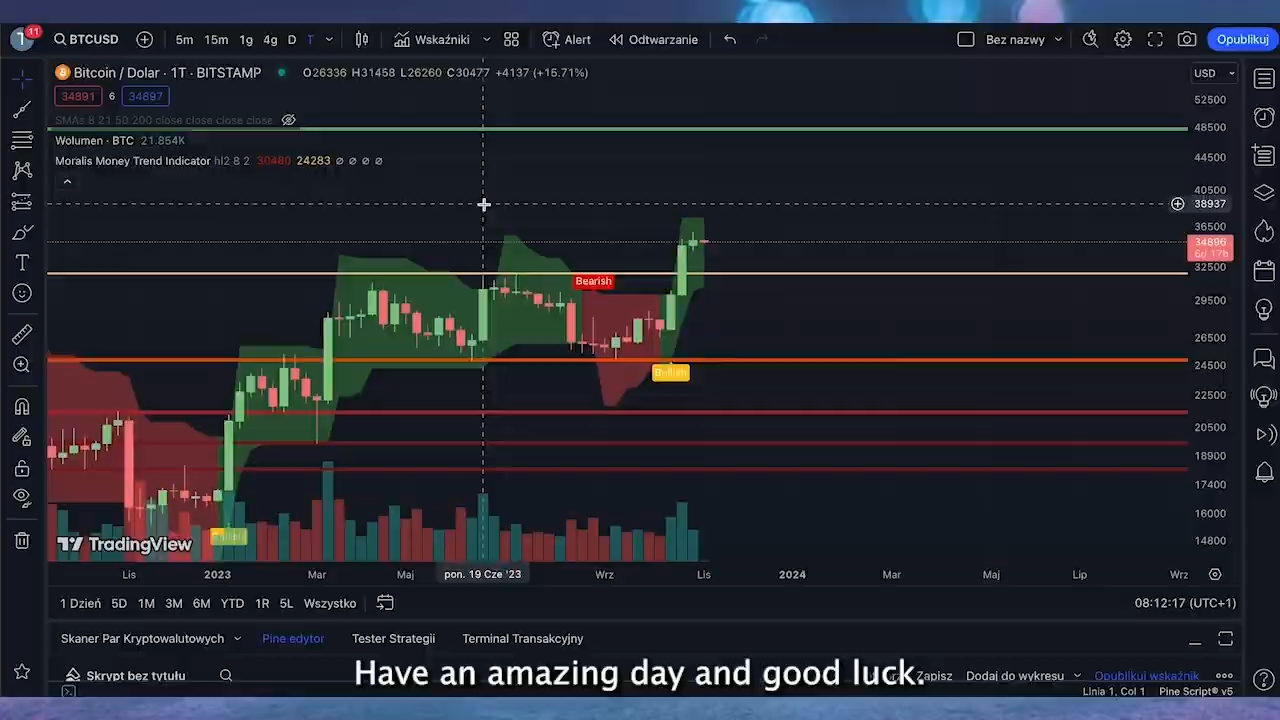 11
BTCUSD 5m 15m 1g 4g D T Wskaźniki Alert Odtwarzanie Bez nazwy Opublikuj
Bitcoin / Dolar · 1T · BITSTAMP O26336 H31458 L26260 C30477 +4137 (+15.71%) USD
34891 6 34897
52500
SMAs 8 21 50 200 close close close close
48500
Wolumen · BTC 21.854K
44500
Moralis Money Trend Indicator hl2 8 2 30480 24283 ∅ ∅ ∅ ∅
40500
38937
36500
34896
6d 17h
32500
Bearish
29500
26500
24500
Bullish
22500
20500
18900
17400
16000
14800
TradingView
Lis 2023 Mar Maj pon. 19 Cze '23 Wrz Lis 2024 Mar Maj Lip Wrz
1 Dzień 5D 1M 3M 6M YTD 1R 5L Wszystko 08:12:17 (UTC+1)
Skaner Par Kryptowalutowych Pine edytor Tester Strategii Terminal Transakcyjny
Skrypt bez tytułu Zapisz Dodaj do wykresu Opublikuj wskaźnik
Have an amazing day and good luck.
Linia 1, Col 1 Pine Script® v5